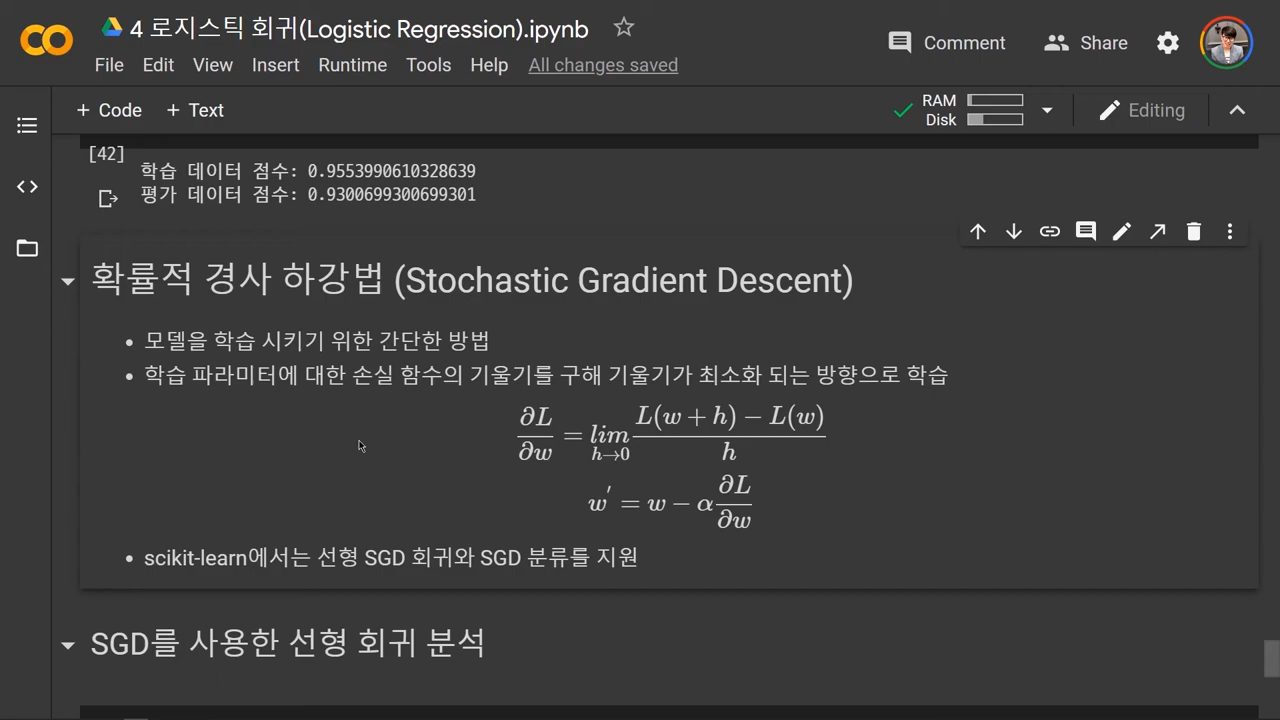 4 로지스틱 회귀(Logistic Regression).ipynb
Comment
Share
File Edit View Insert Runtime Tools Help All changes saved
+ Code + Text
RAM
Disk
Editing
[42]
학습 데이터 점수: 0.9553990610328639
평가 데이터 점수: 0.9300699300699301
확률적 경사 하강법 (Stochastic Gradient Descent)
• 모델을 학습 시키기 위한 간단한 방법
• 학습 파라미터에 대한 손실 함수의 기울기를 구해 기울기가 최소화 되는 방향으로 학습
∂L/∂w = lim h→0 (L(w + h) − L(w))/h
w′ = w − α ∂L/∂w
• scikit-learn에서는 선형 SGD 회귀와 SGD 분류를 지원
SGD를 사용한 선형 회귀 분석